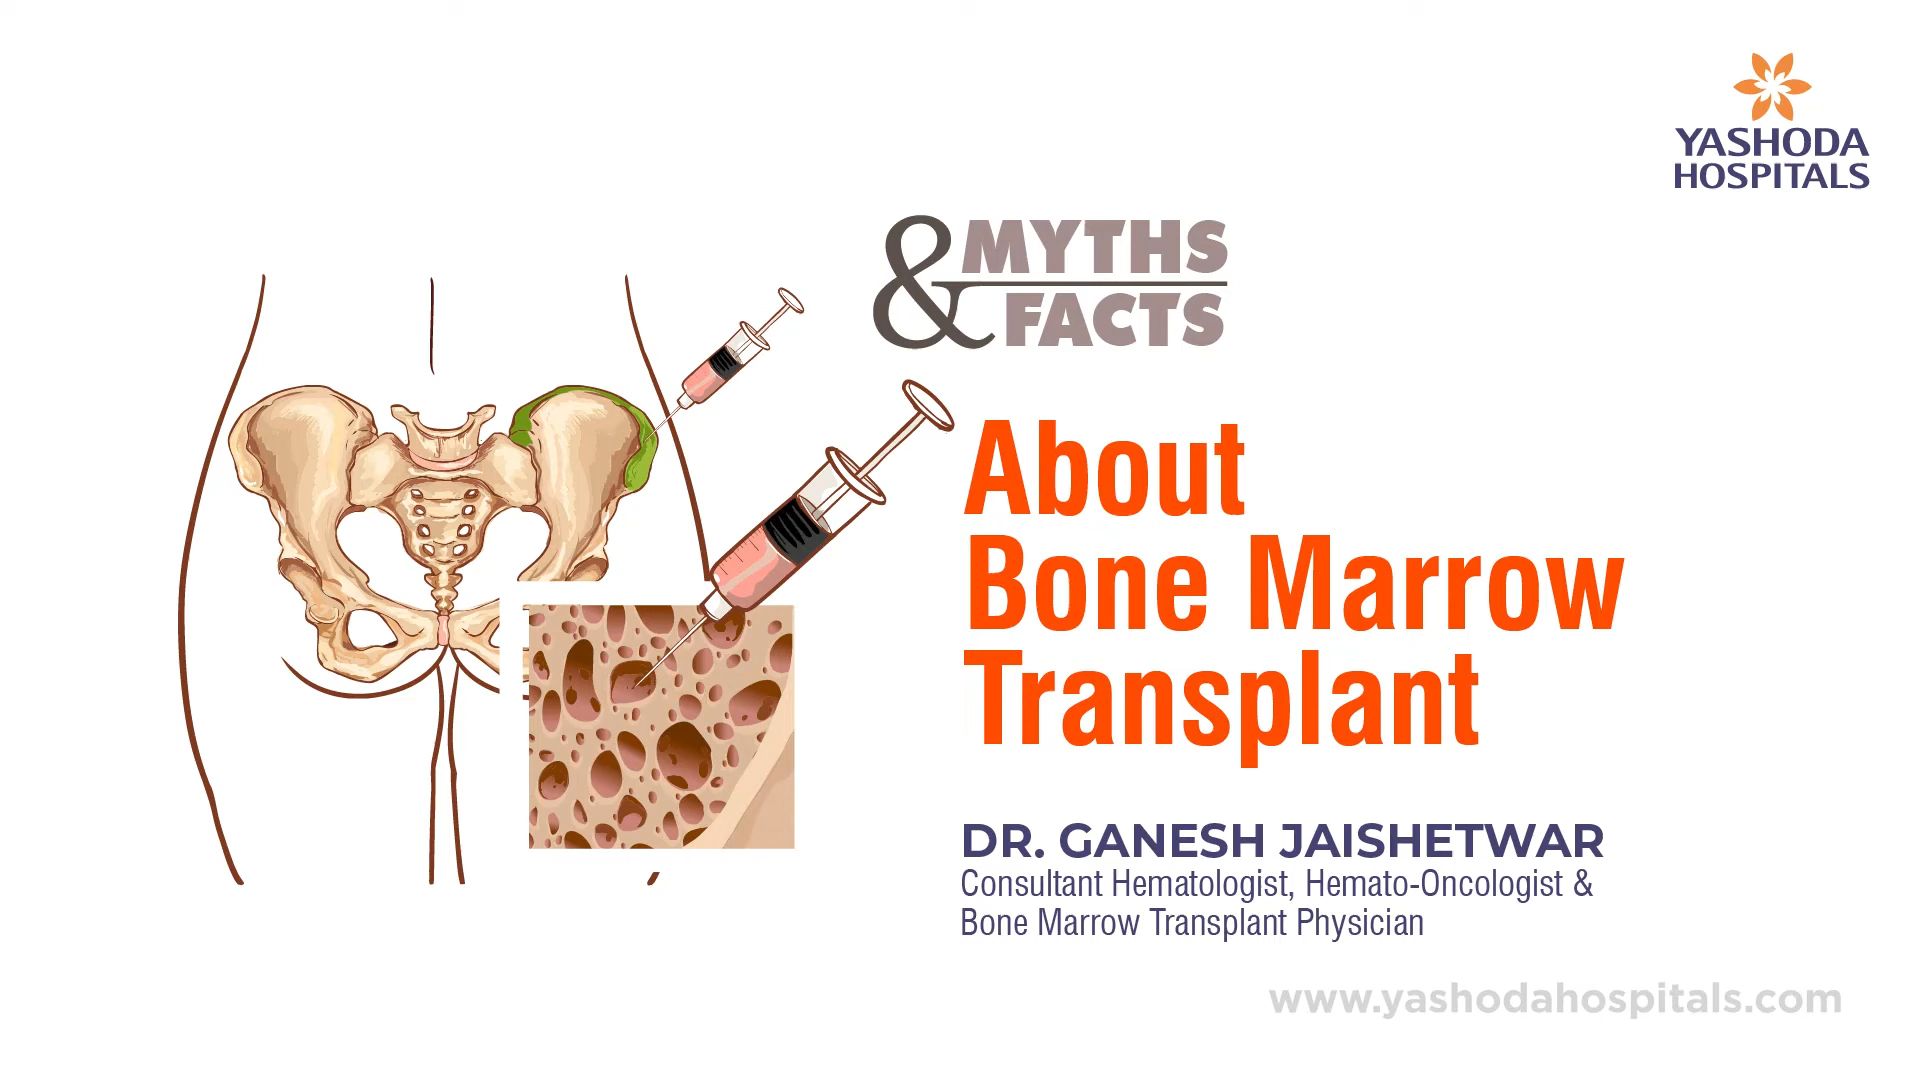 YASHODA
HOSPITALS
& MYTHS
FACTS
About
Bone Marrow
Transplant
DR. GANESH JAISHETWAR
Consultant Hematologist, Hemato-Oncologist &
Bone Marrow Transplant Physician
www.yashodahospitals.com